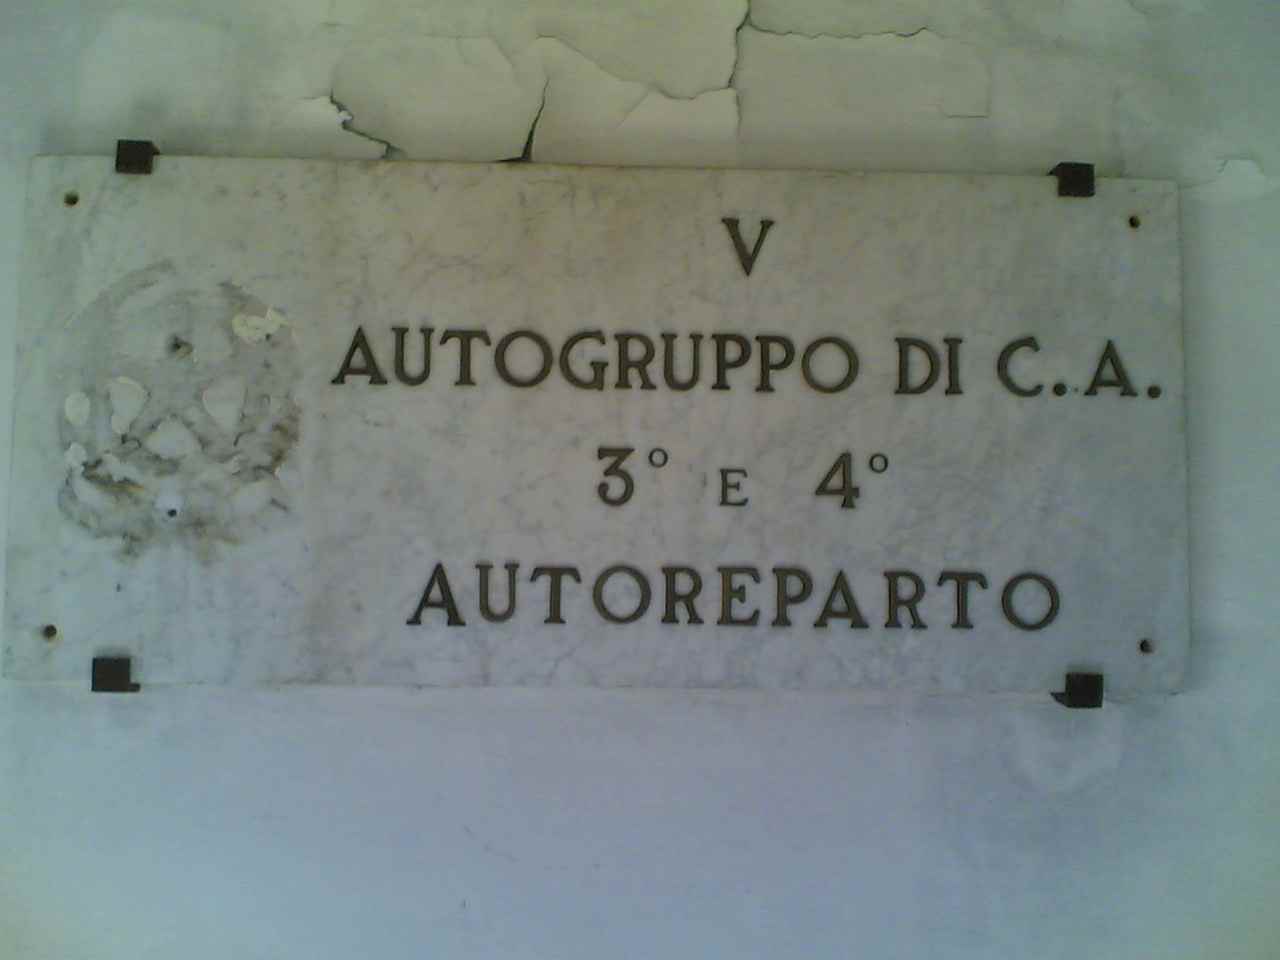 V
AUTOGRUPPO DI C.A.
3° E 4°
AUTOREPARTO